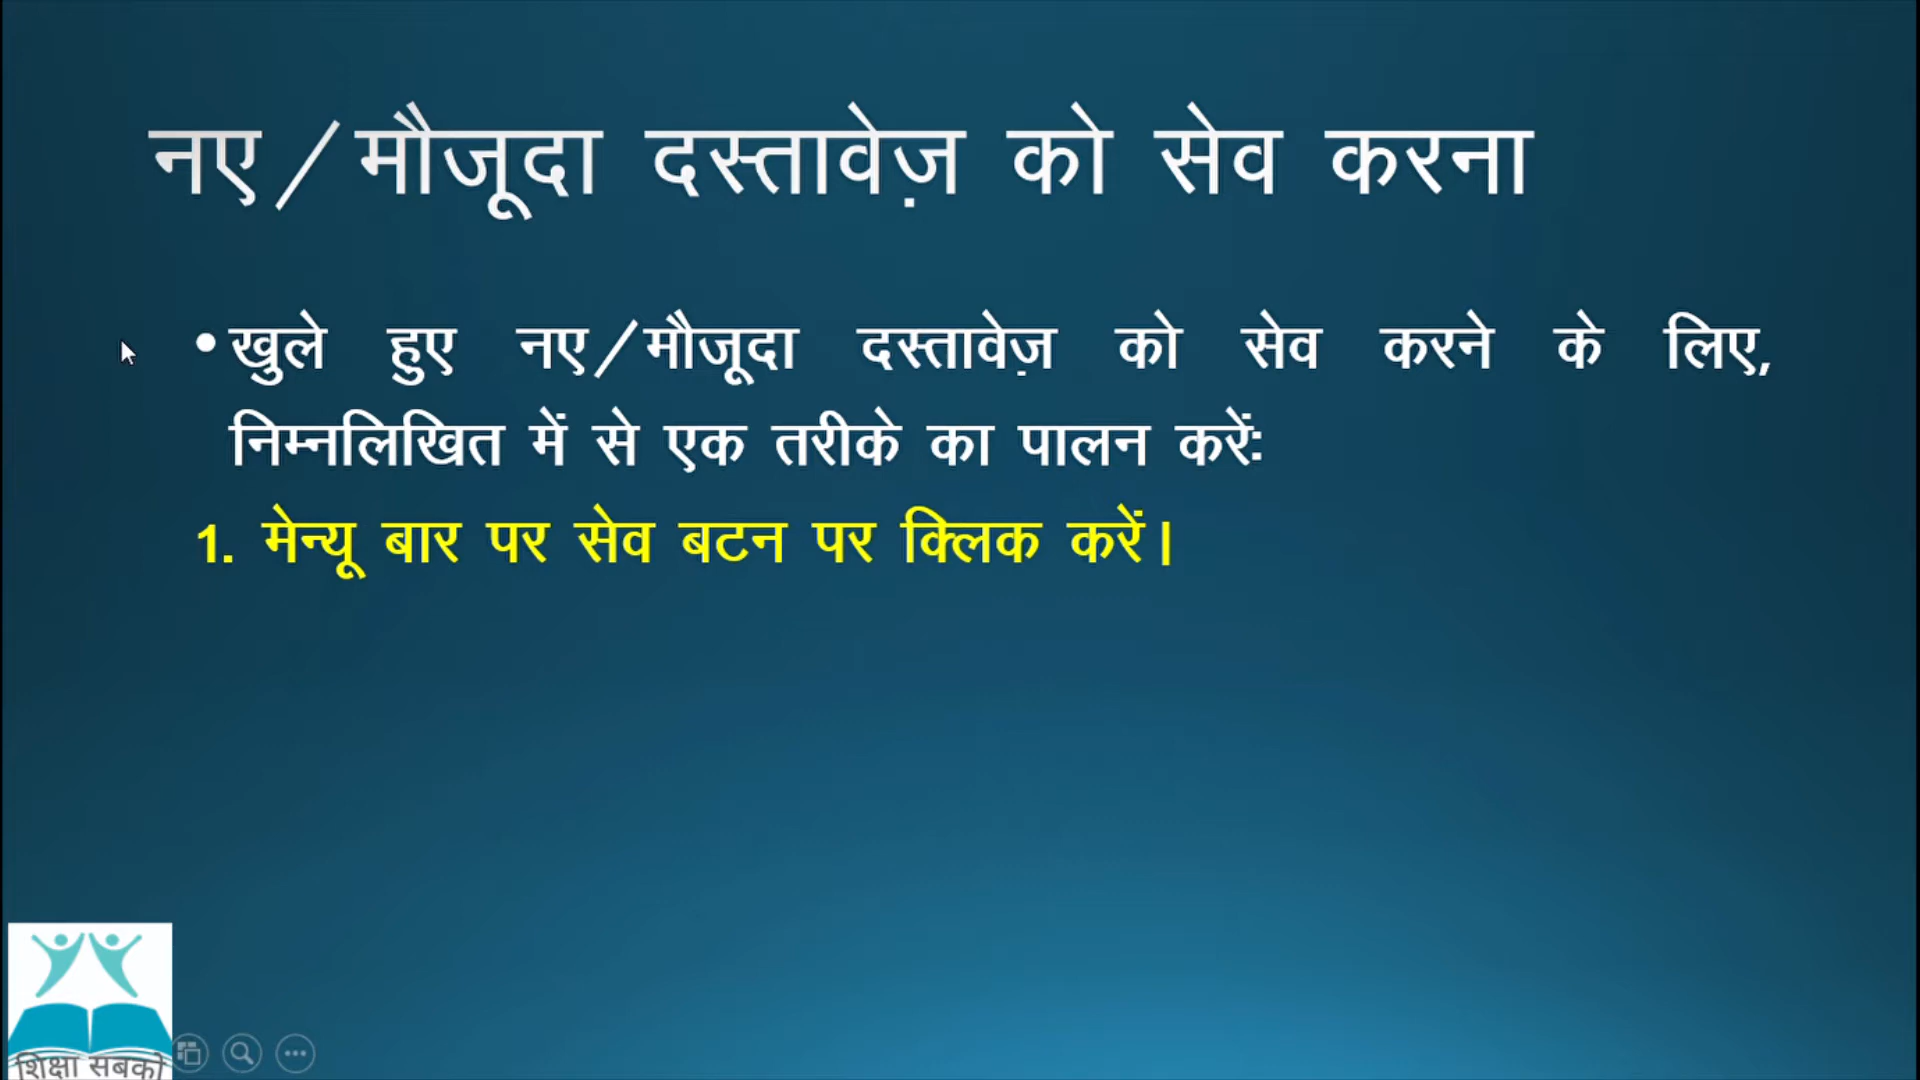 नए/मौजूदा दस्तावेज़ को सेव करना
•खुले हुए नए/मौजूदा दस्तावेज़ को सेव करने के लिए,
निम्नलिखित में से एक तरीके का पालन करें:
1. मेन्यू बार पर सेव बटन पर क्लिक करें।
शिक्षा सबको